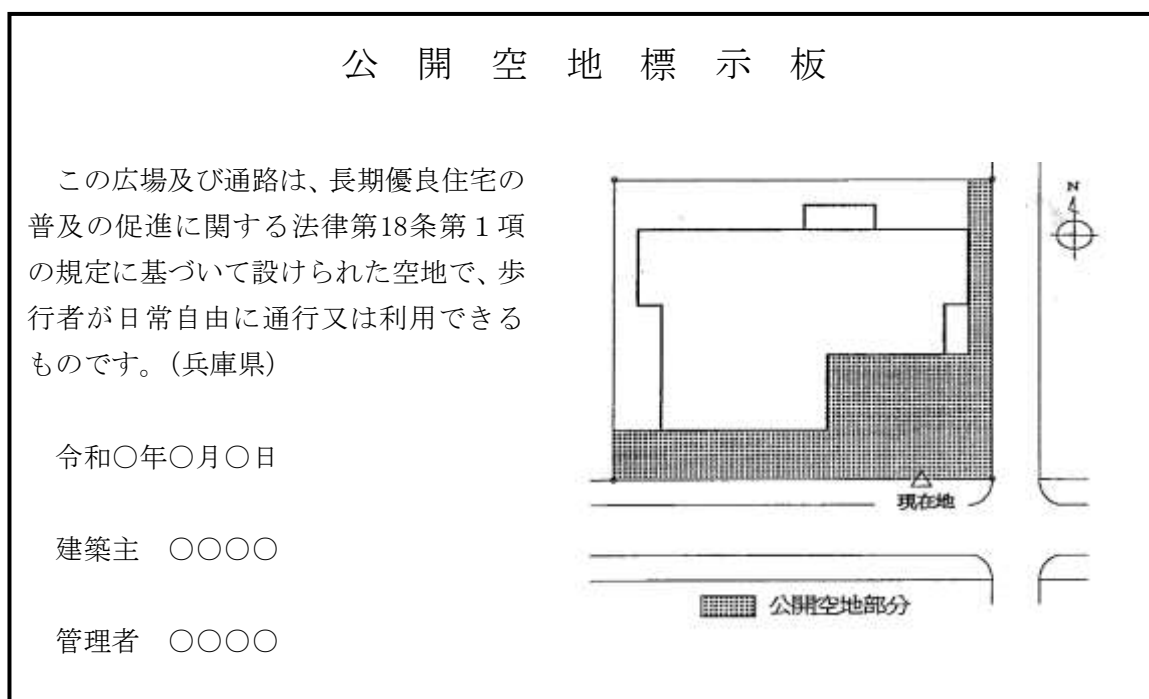 公開空地標示板
この広場及び通路は、長期優良住宅の
普及の促進に関する法律第18条第1項
の規定に基づいて設けられた空地で、歩
行者が日常自由に通行又は利用できる
ものです。(兵庫県)
令和○年○月○日
建築主 ○○○○
管理者 ○○○○
N
現在地
公開空地部分